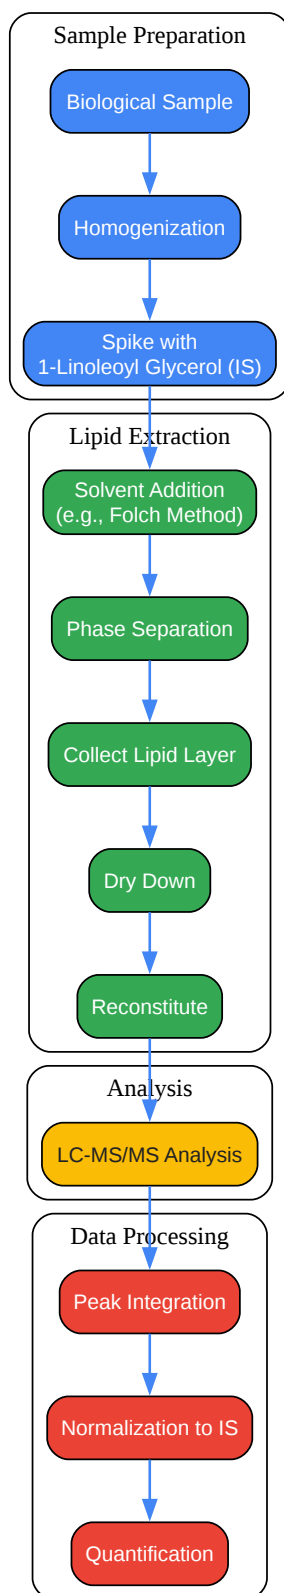 Sample Preparation
Biological Sample
Homogenization
Spike with
1-Linoleoyl Glycerol (IS)
Lipid Extraction
Solvent Addition
(e.g., Folch Method)
Phase Separation
Collect Lipid Layer
Dry Down
Reconstitute
Analysis
LC-MS/MS Analysis
Data Processing
Peak Integration
Normalization to IS
Quantification